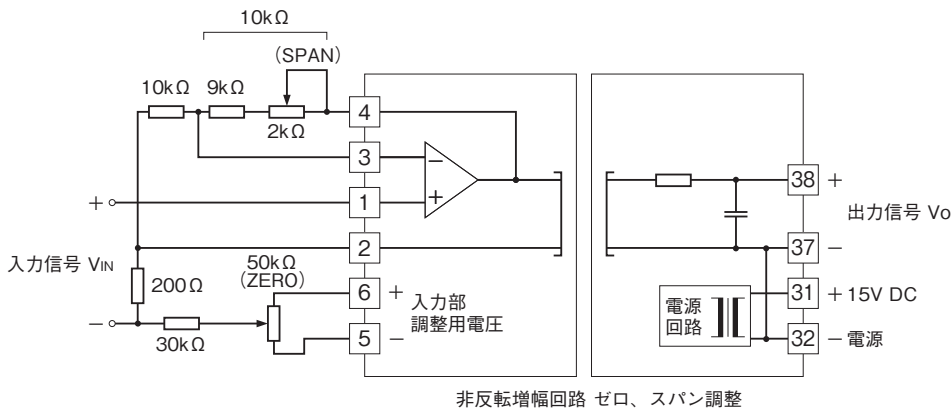 10kΩ
(SPAN)
10kΩ 9kΩ
2kΩ
4
3
1
2
6
5
−
+
+
入力信号 VIN
−
200Ω
50kΩ
(ZERO)
30kΩ
+
入力部
調整用電圧
−
38 +
出力信号 Vo
37 −
31 +15V DC
電源
回路
32 −電源
非反転増幅回路 ゼロ、スパン調整